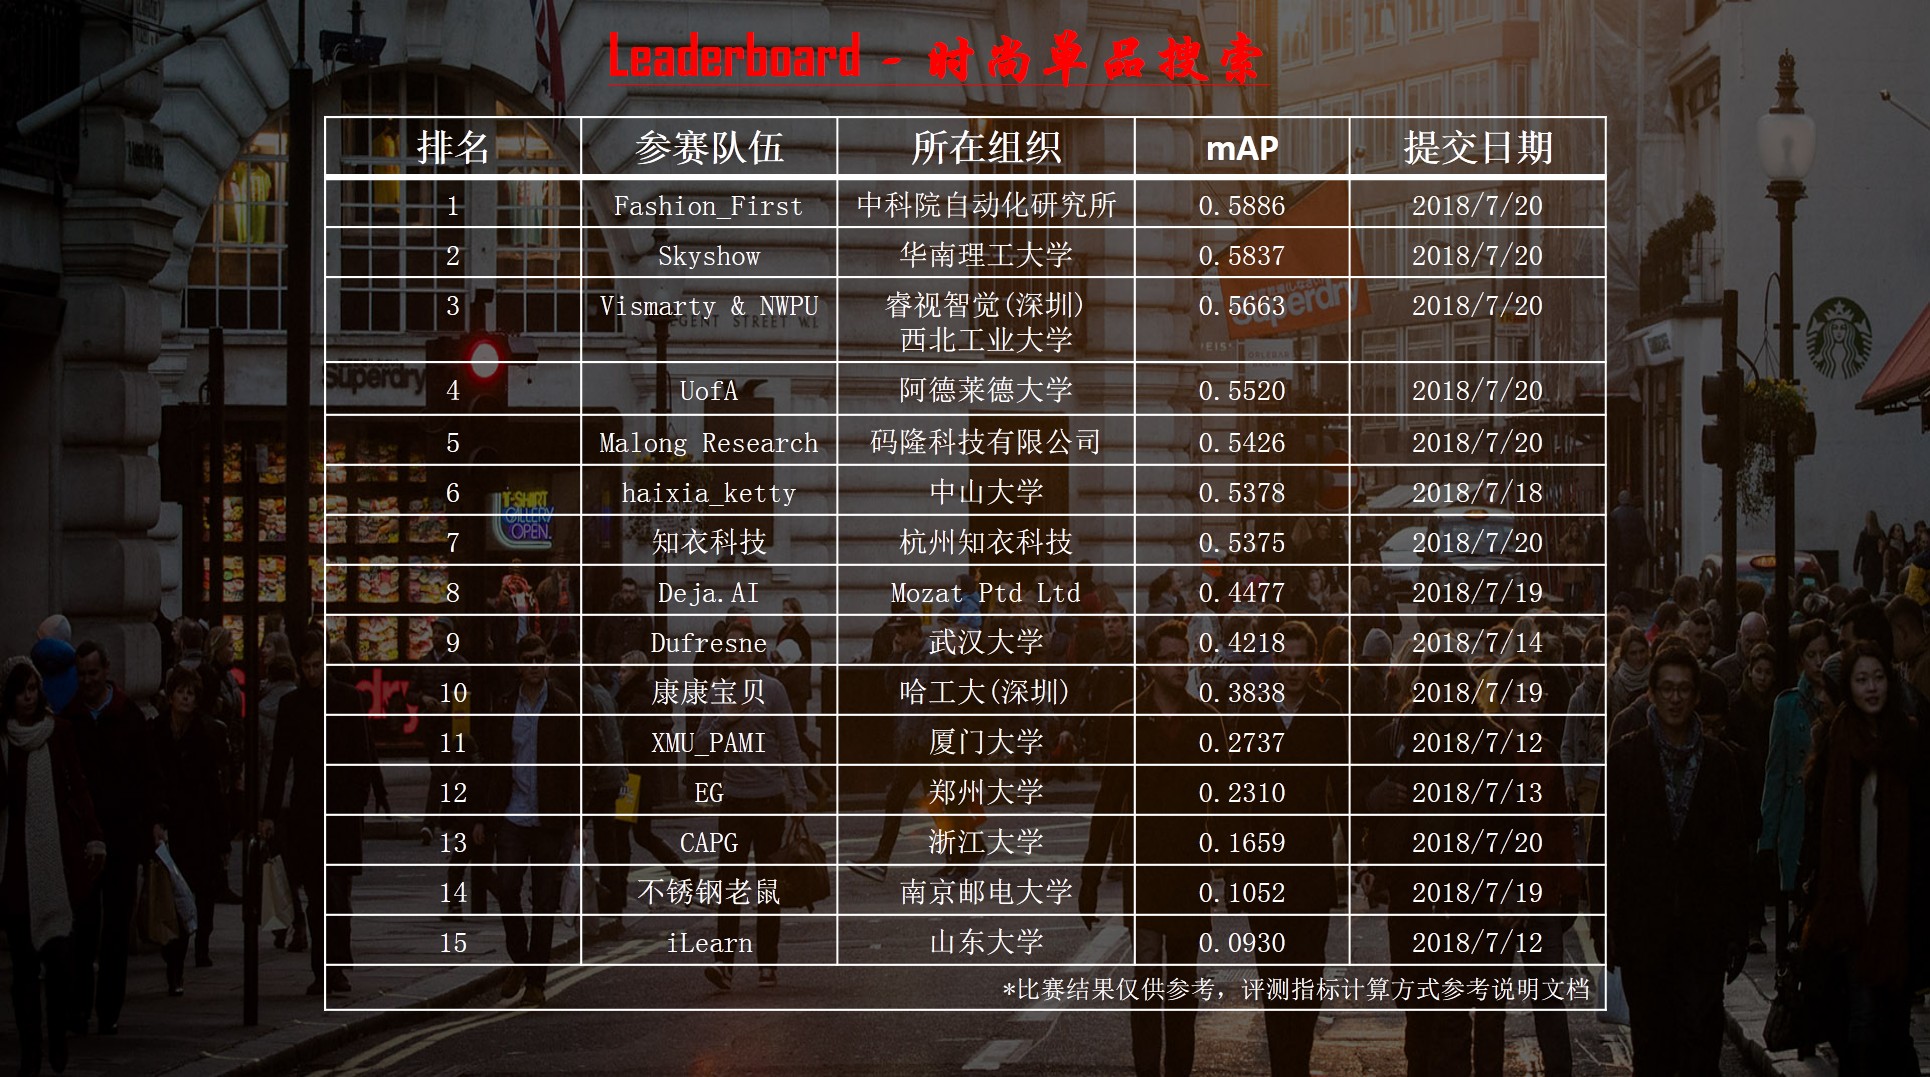 Leaderboard - 时尚单品搜索
排名 参赛队伍 所在组织 mAP 提交日期
1 Fashion_First 中科院自动化研究所 0.5886 2018/7/20
2 Skyshow 华南理工大学 0.5837 2018/7/20
3 Vismarty & NWPU 睿视智觉(深圳) 0.5663 2018/7/20
西北工业大学
4 UofA 阿德莱德大学 0.5520 2018/7/20
5 Malong Research 码隆科技有限公司 0.5426 2018/7/20
6 haixia_ketty 中山大学 0.5378 2018/7/18
7 知衣科技 杭州知衣科技 0.5375 2018/7/20
8 Deja.AI Mozat Ptd Ltd 0.4477 2018/7/19
9 Dufresne 武汉大学 0.4218 2018/7/14
10 康康宝贝 哈工大(深圳) 0.3838 2018/7/19
11 XMU_PAMI 厦门大学 0.2737 2018/7/12
12 EG 郑州大学 0.2310 2018/7/13
13 CAPG 浙江大学 0.1659 2018/7/20
14 不锈钢老鼠 南京邮电大学 0.1052 2018/7/19
15 iLearn 山东大学 0.0930 2018/7/12
*比赛结果仅供参考，评测指标计算方式参考说明文档
Superdry
Superdry
EGENT STREET W1
T-SHIRT
GALLERY
OPEN.
dry